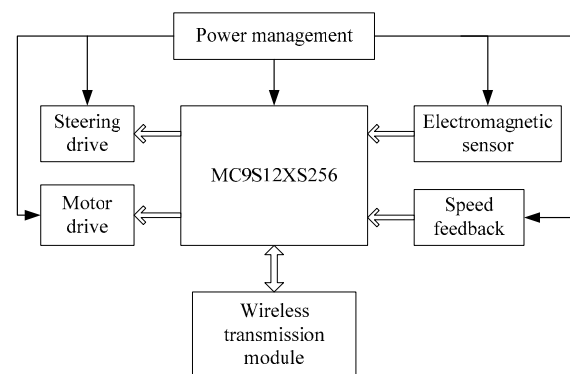 Power management
Steering
drive
MC9S12XS256
Electromagnetic
sensor
Motor
drive
Speed
feedback
Wireless
transmission
module